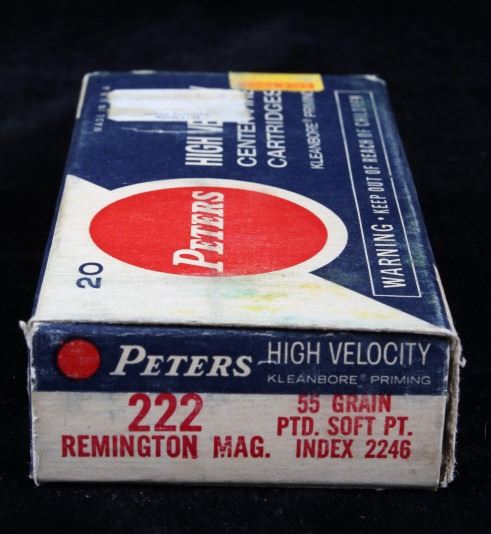 MADE IN U.S.A.
HIGH VE
CENTER
CARTRIDGES
KLEANBORE PRIMING
PETERS
20
WARNING • KEEP OUT OF REACH OF CHILDREN
PETERS HIGH VELOCITY
KLEANBORE® PRIMING
222
REMINGTON MAG.
55 GRAIN
PTD. SOFT PT.
INDEX 2246